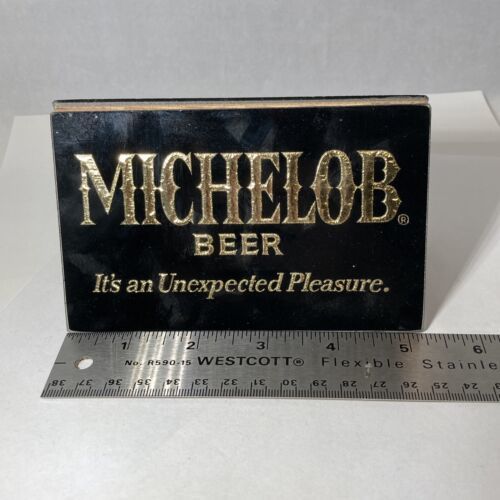 MICHELOB®
BEER
It's an Unexpected Pleasure.
1 2 3 4 5 6
No. R590-15 WESTCOTT® Flexible Stainle
38 37 36 35 34 33 32 31 30 29 28 27 26 25 24